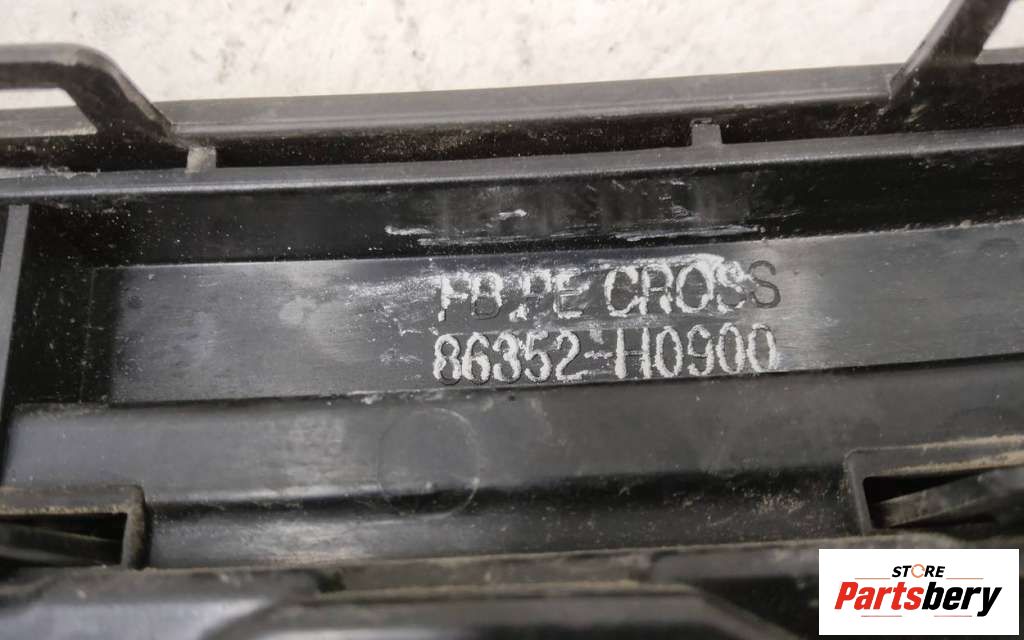 FB PE CROSS
86352-H0900
STORE
Partsbery